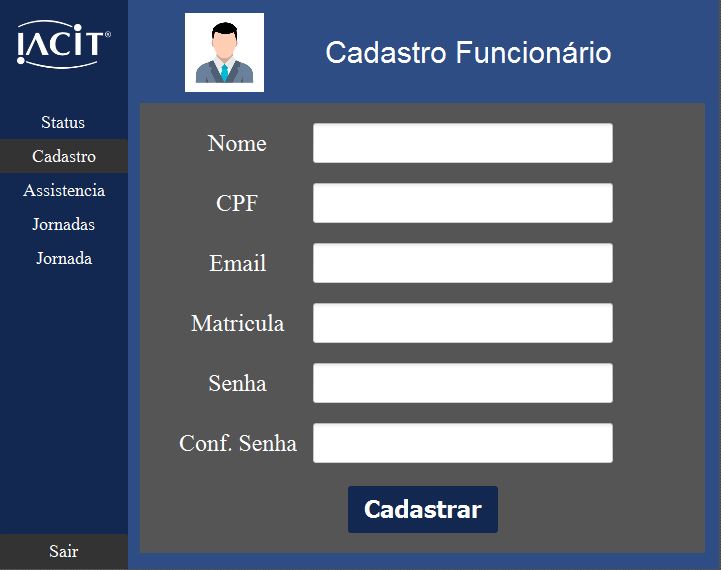 IACIT®
Status
Cadastro
Assistencia
Jornadas
Jornada
Sair
Cadastro Funcionário
Nome
CPF
Email
Matricula
Senha
Conf. Senha
Cadastrar